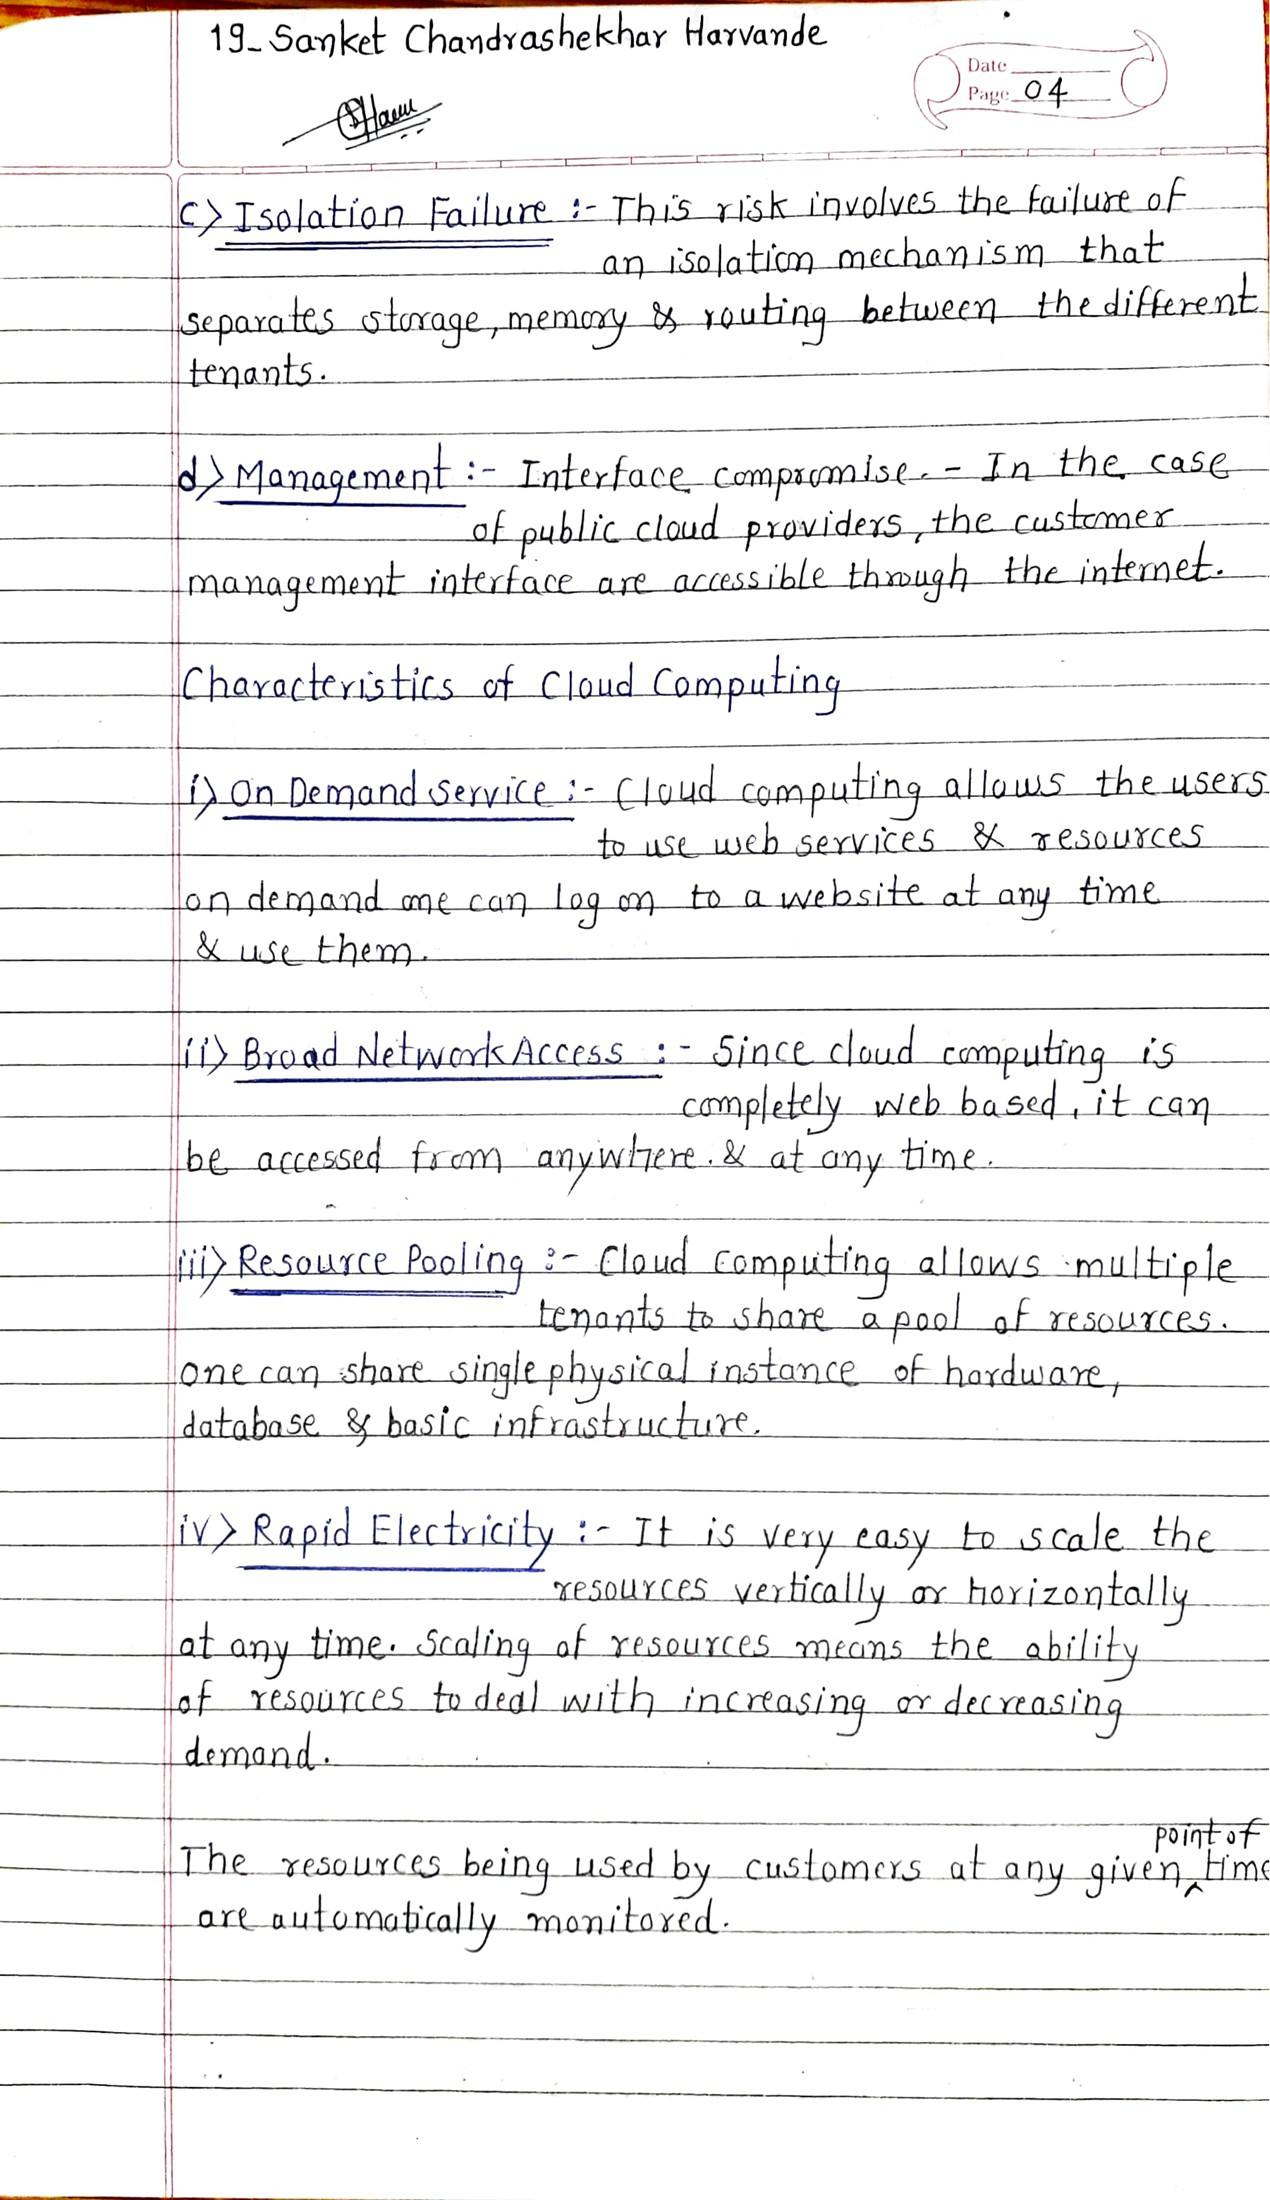 19_ Sanket Chandrashekhar Harvande
Date
Page 04
c) Isolation Failure :- This risk involves the failure of
an isolation mechanism that
separates storage, memory & routing between the different
tenants.
d) Management :- Interface compromise. - In the case
of public cloud providers, the customer
management interface are accessible through the internet.
Characteristics of Cloud Computing
i) On Demand Service :- Cloud computing allows the users
to use web services & resources
on demand one can log on to a website at any time
& use them.
ii) Broad Network Access :- Since cloud computing is
completely web based, it can
be accessed from anywhere. & at any time.
iii) Resource Pooling :- Cloud computing allows multiple
tenants to share a pool of resources.
one can share single physical instance of hardware,
database & basic infrastructure.
iv) Rapid Electricity :- It is very easy to scale the
resources vertically or horizontally
at any time. Scaling of resources means the ability
of resources to deal with increasing or decreasing
demand.
The resources being used by customers at any given point of time
are automatically monitored.